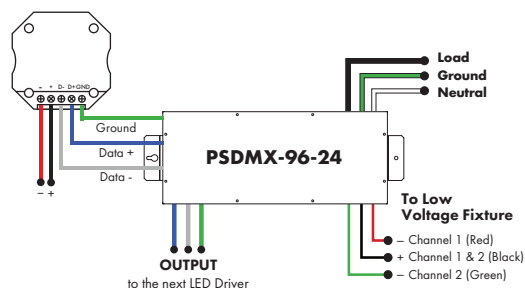 - + D- D+ GND
Ground
Data +
Data -
– +
PSDMX-96-24
Load
Ground
Neutral
To Low
Voltage Fixture
– Channel 1 (Red)
+ Channel 1 & 2 (Black)
– Channel 2 (Green)
OUTPUT
to the next LED Driver